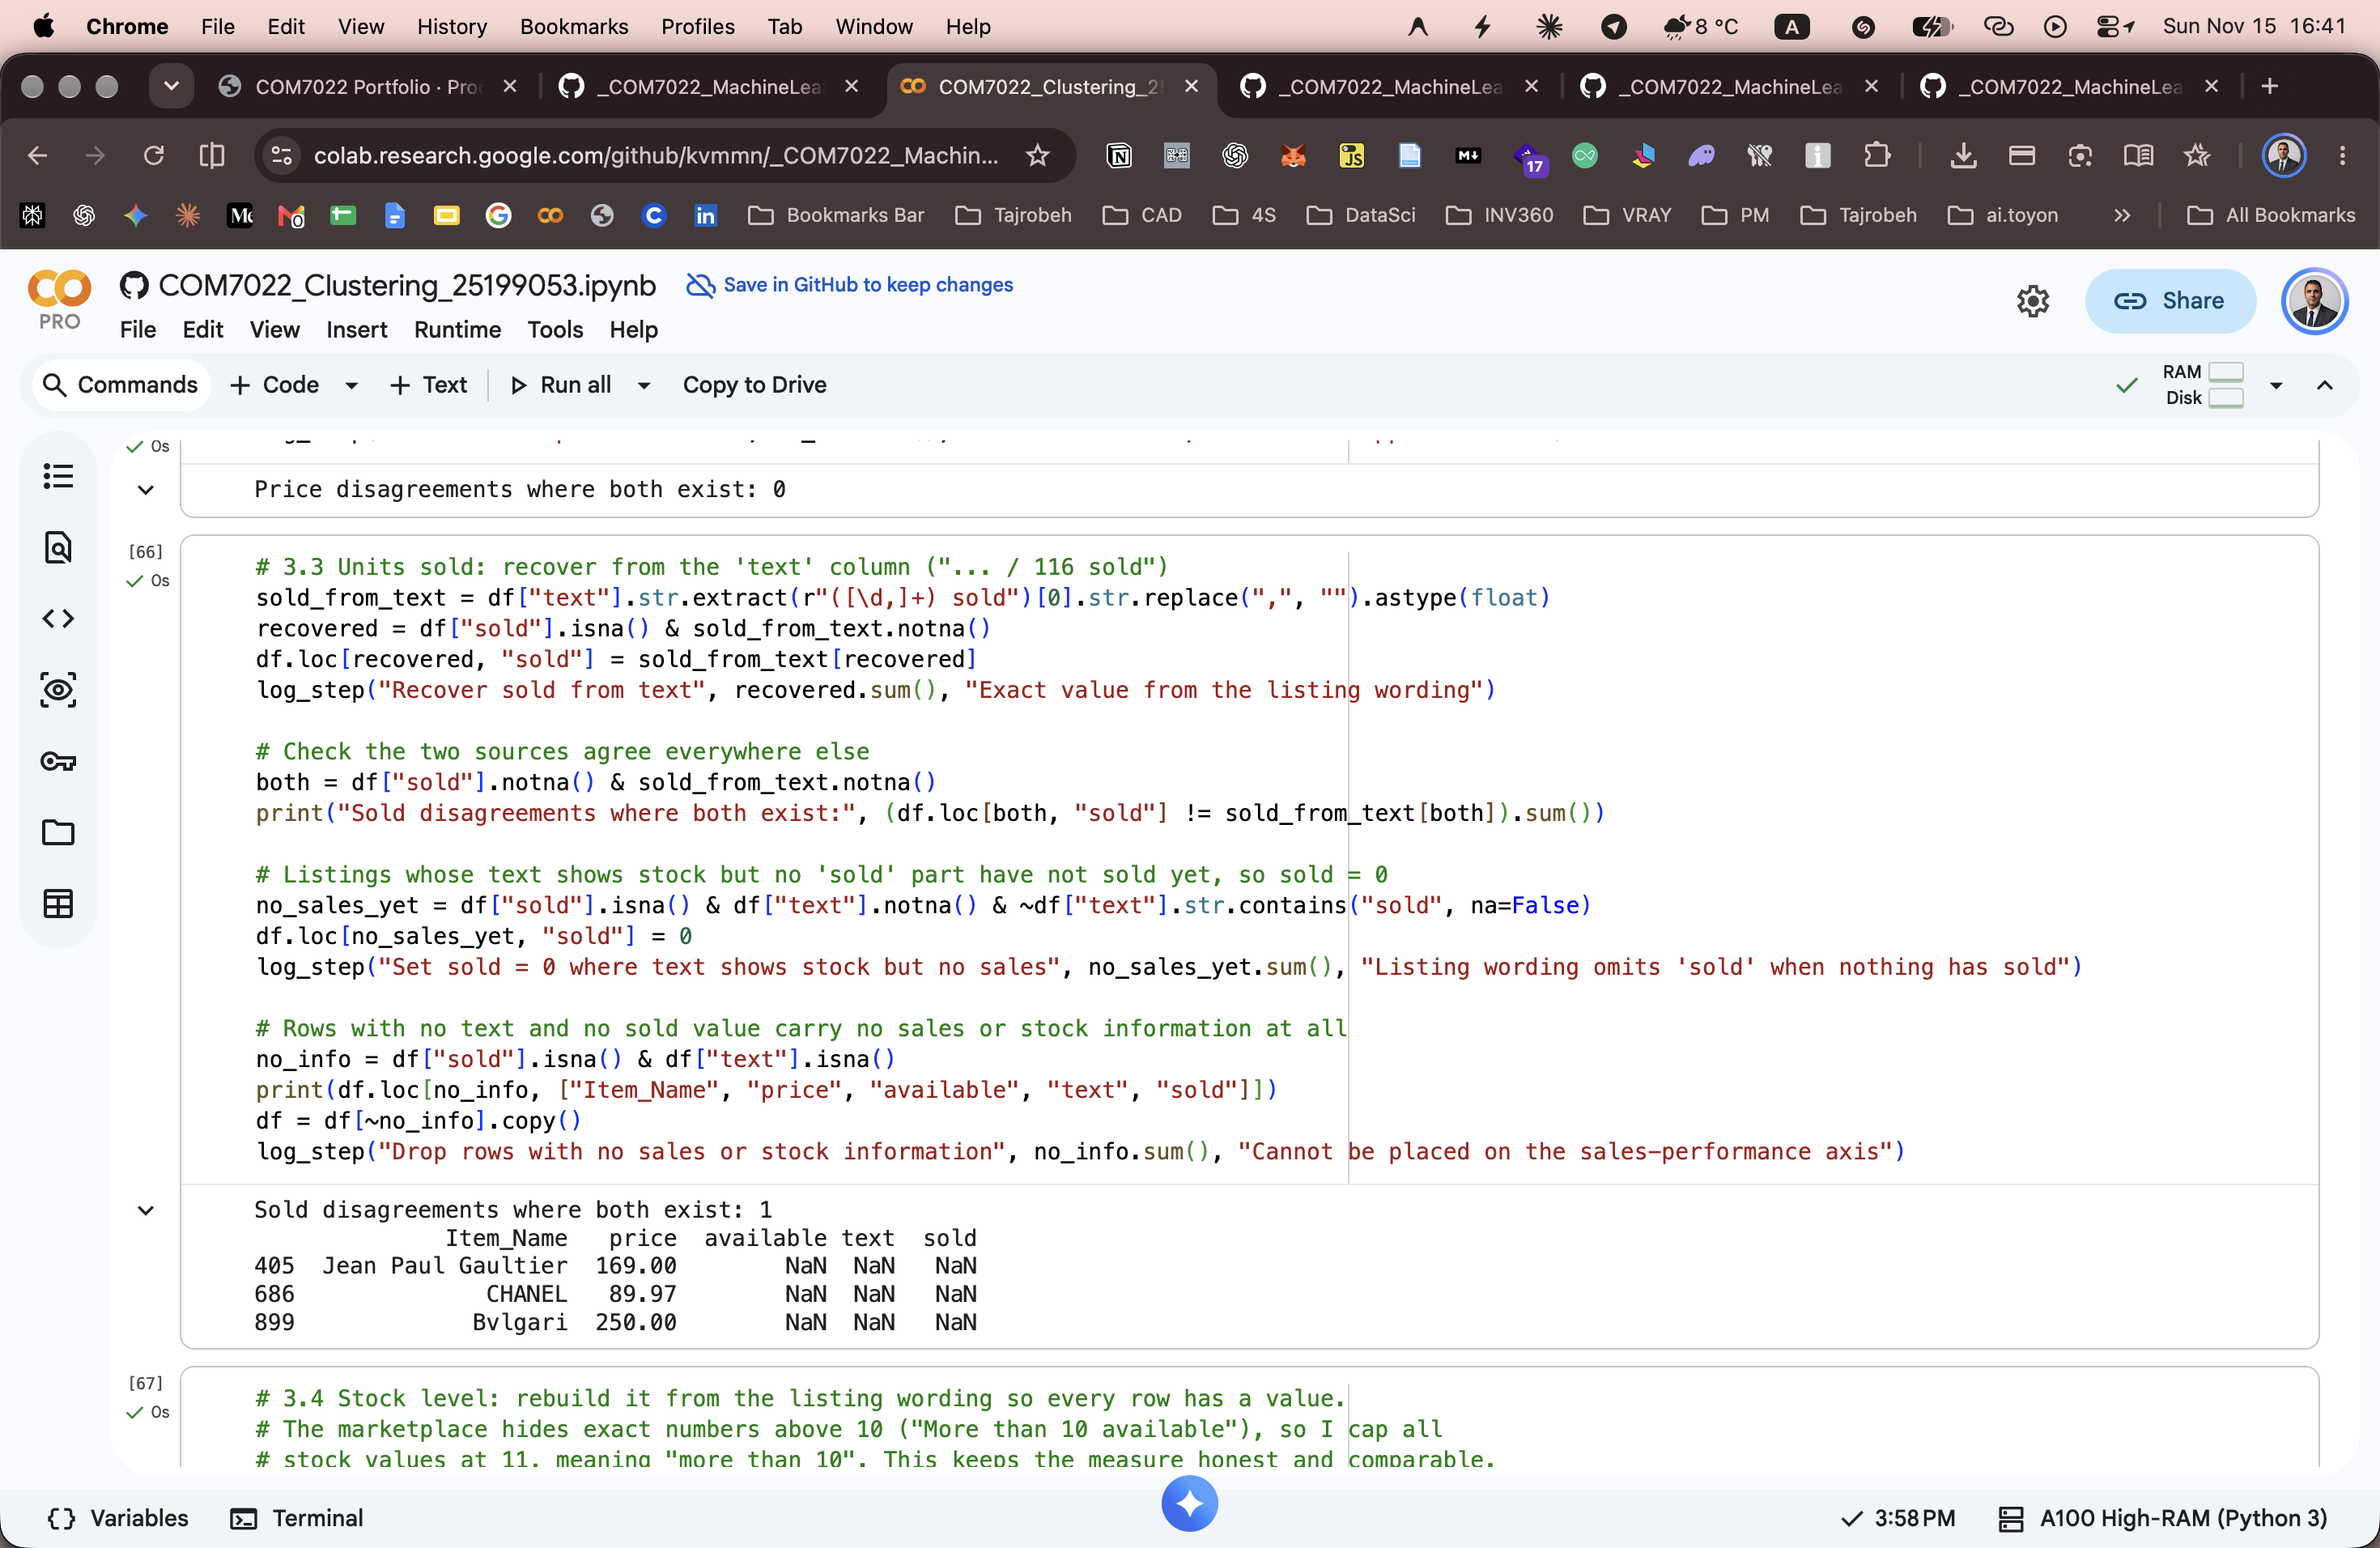 Chrome File Edit View History Bookmarks Profiles Tab Window Help 8 °C A Sun Nov 15 16:41
COM7022 Portfolio · Pro _COM7022_MachineLea COM7022_Clustering_2 _COM7022_MachineLea _COM7022_MachineLea _COM7022_MachineLea
colab.research.google.com/github/kvmmn/_COM7022_Machin... JS M 17
Bookmarks Bar Tajrobeh CAD 4S DataSci INV360 VRAY PM Tajrobeh ai.toyon » All Bookmarks
COM7022_Clustering_25199053.ipynb Save in GitHub to keep changes
PRO
File Edit View Insert Runtime Tools Help
Share
Commands + Code + Text Run all Copy to Drive
RAM
Disk
0s
Price disagreements where both exist: 0
[66]
0s
# 3.3 Units sold: recover from the 'text' column ("... / 116 sold")
sold_from_text = df["text"].str.extract(r"([\d,]+) sold")[0].str.replace(",", "").astype(float)
recovered = df["sold"].isna() & sold_from_text.notna()
df.loc[recovered, "sold"] = sold_from_text[recovered]
log_step("Recover sold from text", recovered.sum(), "Exact value from the listing wording")
# Check the two sources agree everywhere else
both = df["sold"].notna() & sold_from_text.notna()
print("Sold disagreements where both exist:", (df.loc[both, "sold"] != sold_from_text[both]).sum())
# Listings whose text shows stock but no 'sold' part have not sold yet, so sold = 0
no_sales_yet = df["sold"].isna() & df["text"].notna() & ~df["text"].str.contains("sold", na=False)
df.loc[no_sales_yet, "sold"] = 0
log_step("Set sold = 0 where text shows stock but no sales", no_sales_yet.sum(), "Listing wording omits 'sold' when nothing has sold")
# Rows with no text and no sold value carry no sales or stock information at all
no_info = df["sold"].isna() & df["text"].isna()
print(df.loc[no_info, ["Item_Name", "price", "available", "text", "sold"]])
df = df[~no_info].copy()
log_step("Drop rows with no sales or stock information", no_info.sum(), "Cannot be placed on the sales-performance axis")
Sold disagreements where both exist: 1
Item_Name price available text sold
405 Jean Paul Gaultier 169.00 NaN NaN NaN
686 CHANEL 89.97 NaN NaN NaN
899 Bvlgari 250.00 NaN NaN NaN
[67]
0s
# 3.4 Stock level: rebuild it from the listing wording so every row has a value.
# The marketplace hides exact numbers above 10 ("More than 10 available"), so I cap all
# stock values at 11, meaning "more than 10". This keeps the measure honest and comparable.
Variables Terminal 3:58 PM A100 High-RAM (Python 3)